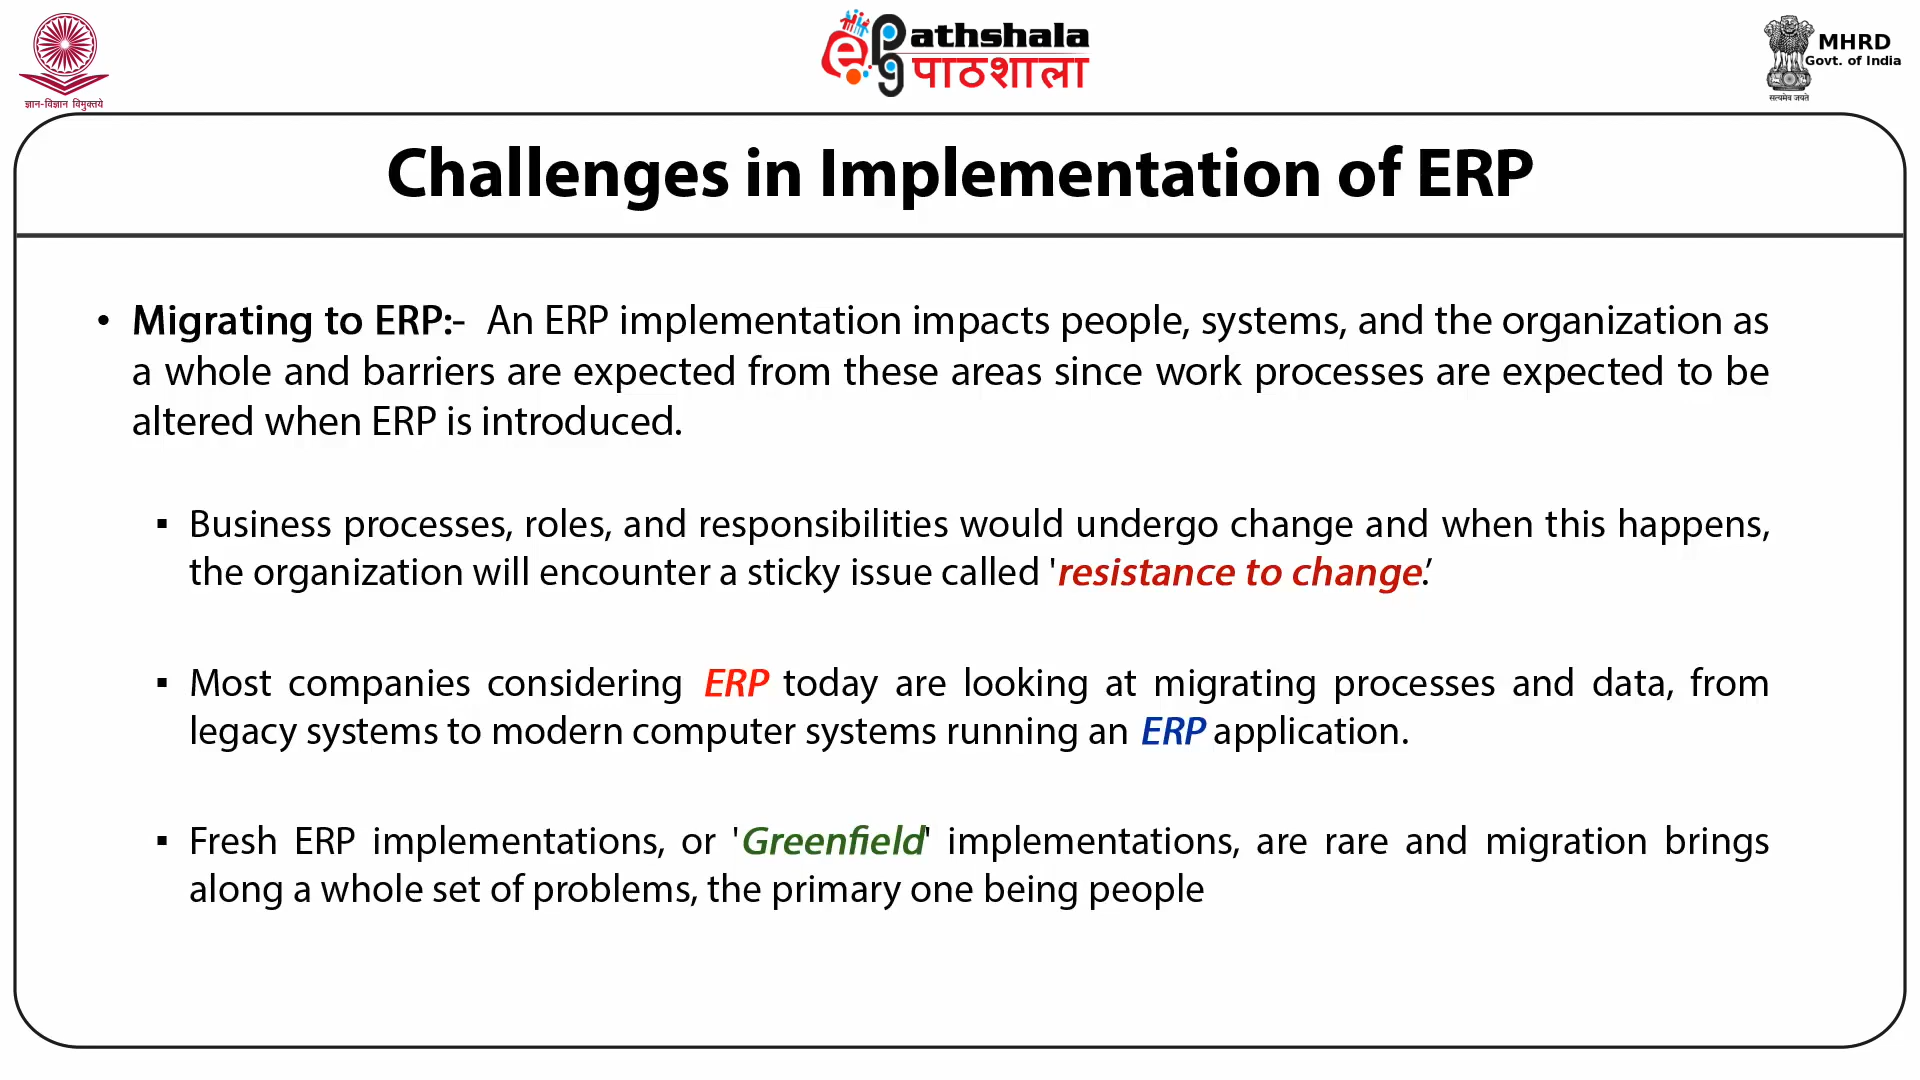 ज्ञान-विज्ञान विमुक्तये
e Pg athshala
पाठशाला
MHRD
Govt. of India
सत्यमेव जयते
Challenges in Implementation of ERP
• Migrating to ERP:- An ERP implementation impacts people, systems, and the organization as
a whole and barriers are expected from these areas since work processes are expected to be
altered when ERP is introduced.
▪ Business processes, roles, and responsibilities would undergo change and when this happens,
the organization will encounter a sticky issue called 'resistance to change.’
▪ Most companies considering ERP today are looking at migrating processes and data, from
legacy systems to modern computer systems running an ERP application.
▪ Fresh ERP implementations, or 'Greenfield' implementations, are rare and migration brings
along a whole set of problems, the primary one being people